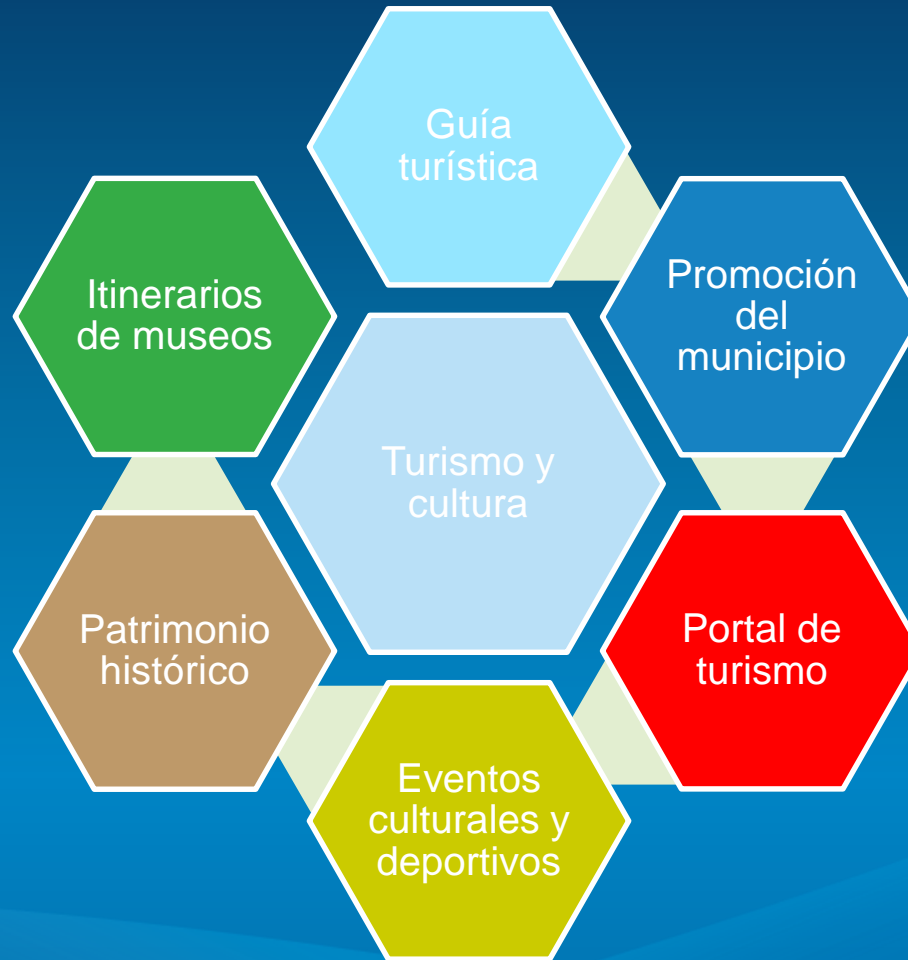 Guía
turística
Promoción
del
municipio
Itinerarios
de museos
Turismo y
cultura
Patrimonio
histórico
Portal de
turismo
Eventos
culturales y
deportivos